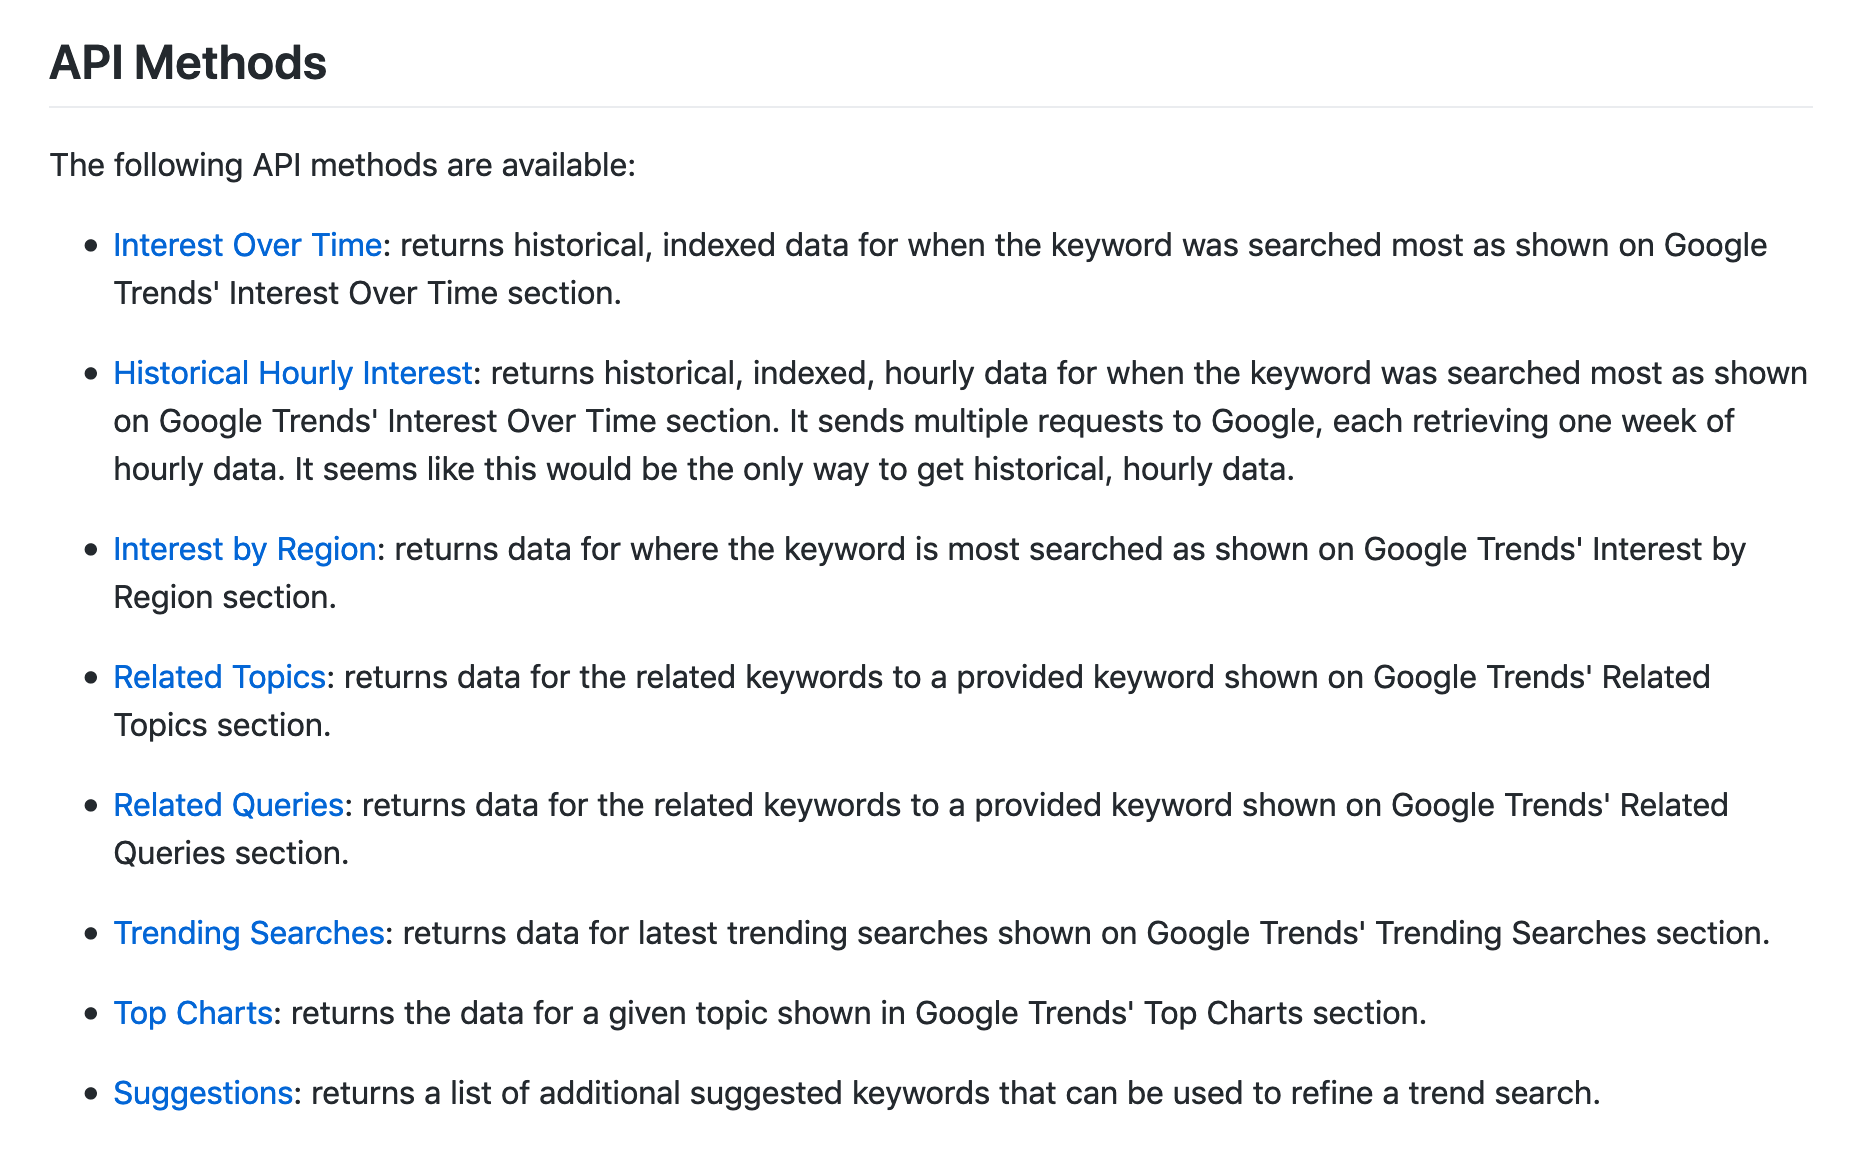 API Methods
The following API methods are available:
• Interest Over Time: returns historical, indexed data for when the keyword was searched most as shown on Google
Trends' Interest Over Time section.
• Historical Hourly Interest: returns historical, indexed, hourly data for when the keyword was searched most as shown
on Google Trends' Interest Over Time section. It sends multiple requests to Google, each retrieving one week of
hourly data. It seems like this would be the only way to get historical, hourly data.
• Interest by Region: returns data for where the keyword is most searched as shown on Google Trends' Interest by
Region section.
• Related Topics: returns data for the related keywords to a provided keyword shown on Google Trends' Related
Topics section.
• Related Queries: returns data for the related keywords to a provided keyword shown on Google Trends' Related
Queries section.
• Trending Searches: returns data for latest trending searches shown on Google Trends' Trending Searches section.
• Top Charts: returns the data for a given topic shown in Google Trends' Top Charts section.
• Suggestions: returns a list of additional suggested keywords that can be used to refine a trend search.